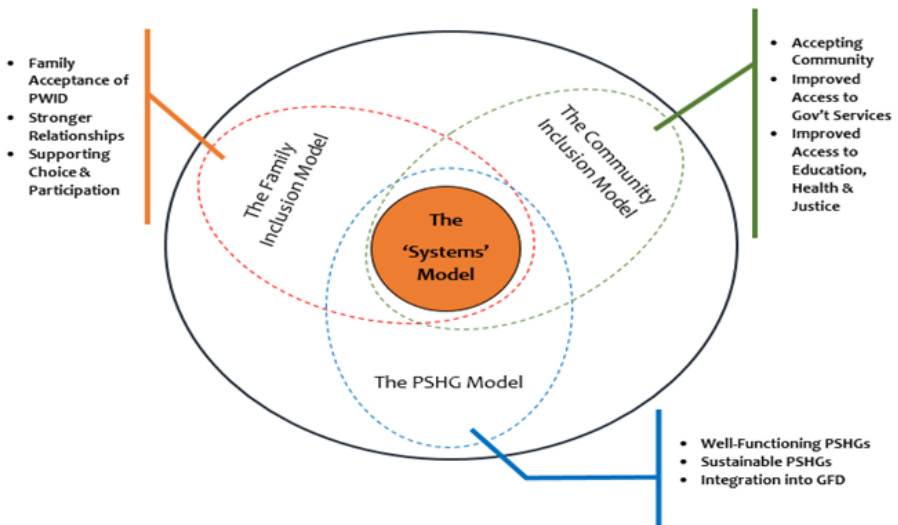 • Family
Acceptance of
PWID
• Stronger
Relationships
• Supporting
Choice &
Participation
The Family
Inclusion Model
The Community
Inclusion Model
• Accepting
Community
• Improved
Access to
Gov't Services
• Improved
Access to
Education,
Health &
Justice
The
'Systems'
Model
The PSHG Model
• Well-Functioning PSHGs
• Sustainable PSHGs
• Integration into GFD